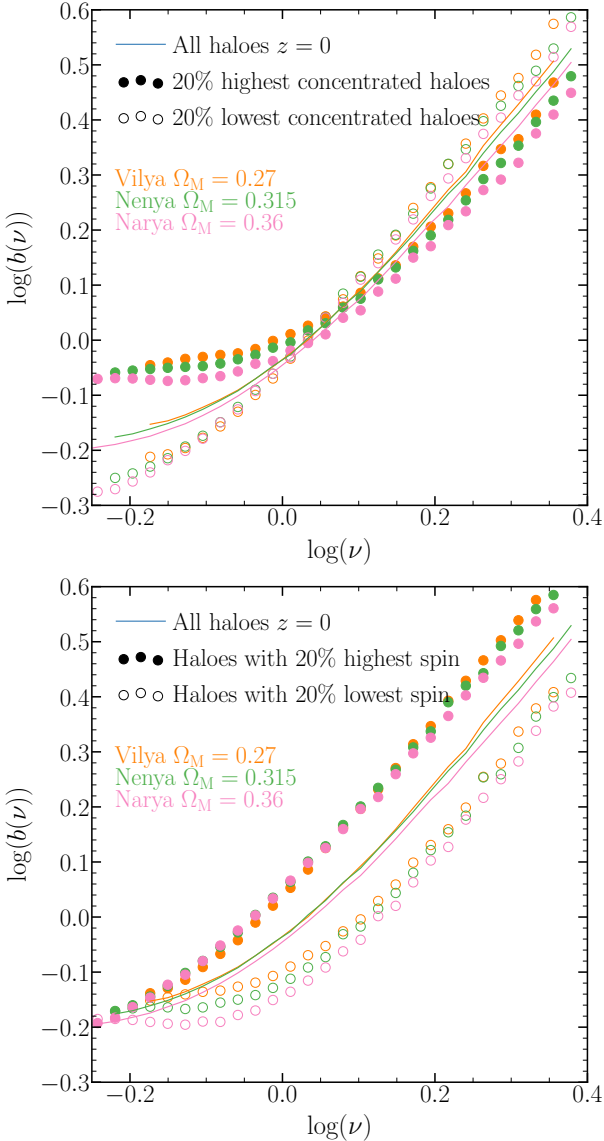 0.6
0.5
0.4
0.3
0.2
0.1
0.0
−0.1
−0.2
−0.3
log(b(ν))
All haloes z = 0
20% highest concentrated haloes
20% lowest concentrated haloes
Vilya Ω_M = 0.27
Nenya Ω_M = 0.315
Narya Ω_M = 0.36
−0.2 0.0 0.2 0.4
log(ν)
0.6
0.5
0.4
0.3
0.2
0.1
0.0
−0.1
−0.2
−0.3
log(b(ν))
All haloes z = 0
Haloes with 20% highest spin
Haloes with 20% lowest spin
Vilya Ω_M = 0.27
Nenya Ω_M = 0.315
Narya Ω_M = 0.36
−0.2 0.0 0.2 0.4
log(ν)